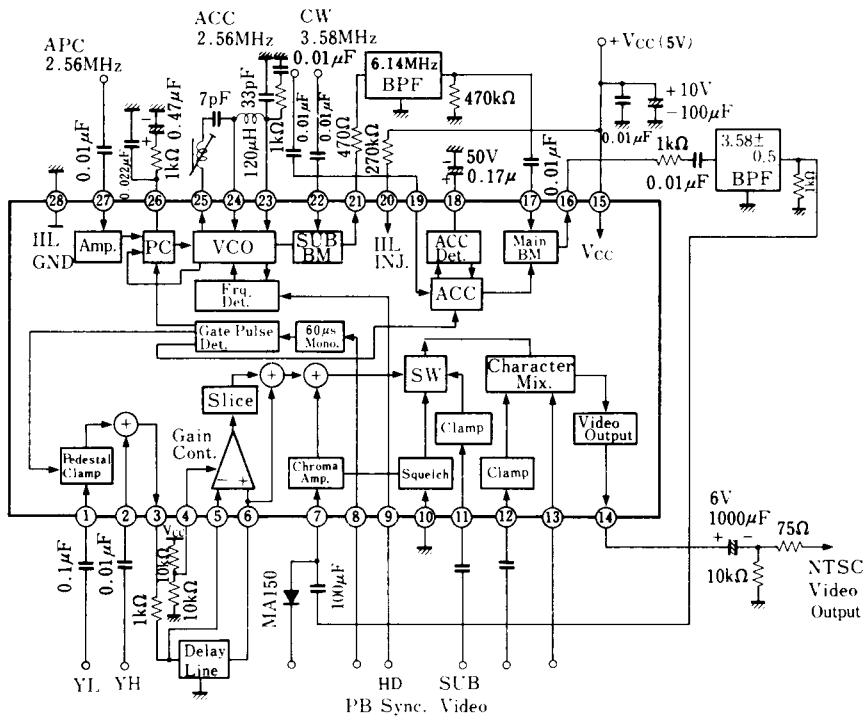 APC
2.56MHz
ACC
2.56MHz
CW
3.58MHz
0.01μF
+VCC (5V)
6.14MHz
BPF
470kΩ
7pF
33pF
0.01μF
0.01μF
0.47μF
−
+
0.01μF
0.022μF
1kΩ
120μH
1kΩ
470Ω
270kΩ
50V
0.17μ
−
+
0.01μF
+10V
−100μF
0.01μF
1kΩ
0.01μF
3.58±
0.5
BPF
1kΩ
28
27
26
25
24
23
22
21
20
19
18
17
16
15
IIL
GND
Amp.
PC
VCO
SUB
BM
IIL
INJ.
ACC
Det.
Main
BM
VCC
Frq.
Det.
ACC
Gate Pulse
Det.
60μs
Mono.
Slice
+
+
SW
Character
Mix.
+
Gain
Cont.
Clamp
Video
Output
Pedestal
Clamp
− +
Chroma
Amp.
Squelch
Clamp
1
2
3
4
5
6
7
8
9
10
11
12
13
14
0.1μF
0.01μF
VCC
10kΩ
10kΩ
1kΩ
MA150
100μF
6V
1000μF
+ −
75Ω
10kΩ
NTSC
Video
Output
Delay
Line
YL
YH
HD
SUB
PB Sync. Video